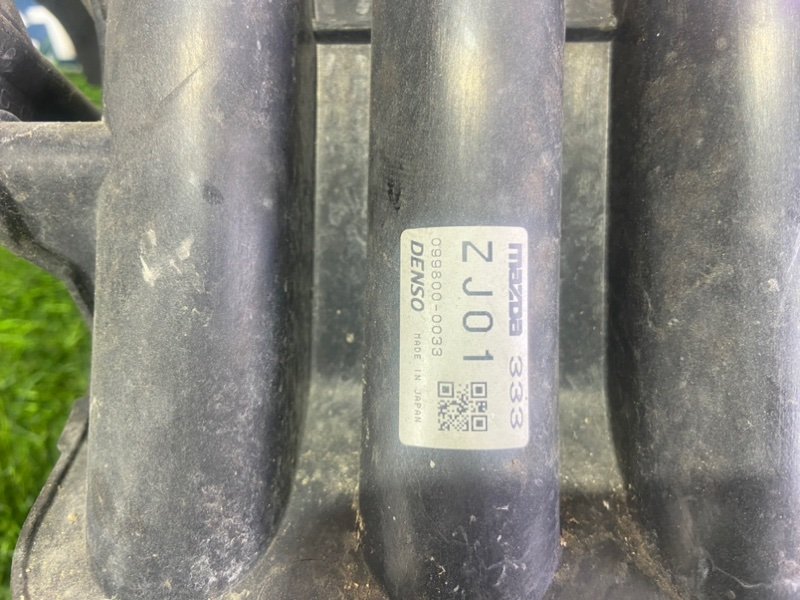 mazda 333
ZJ01
099800-0033
DENSO MADE IN JAPAN